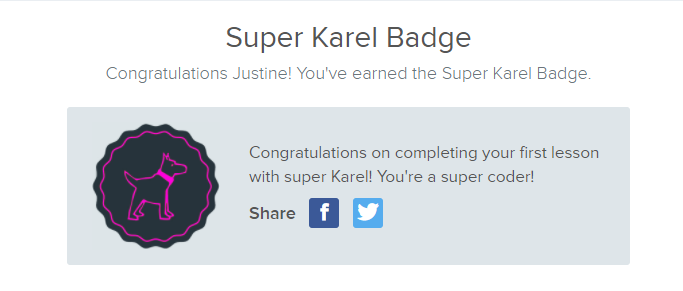 Super Karel Badge
Congratulations Justine! You've earned the Super Karel Badge.
Congratulations on completing your first lesson
with super Karel! You're a super coder!
Share